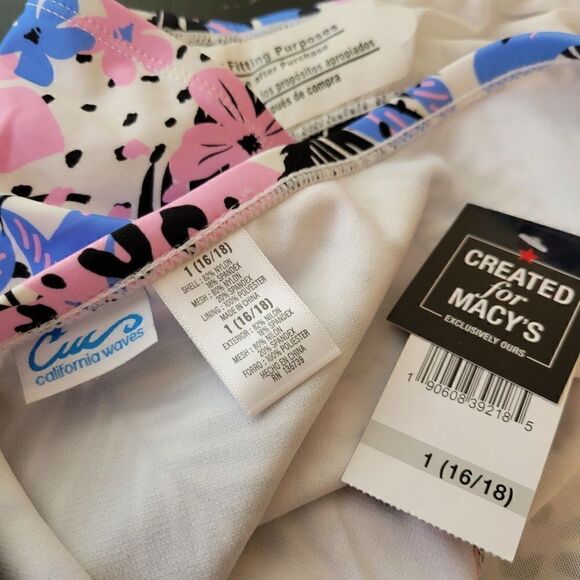 Fitting Purposes
after Purchase
los propósitos apropiados
de compra
1 (16/18)
SHELL: 82% NYLON
18% SPANDEX
MESH: 80% NYLON
20% SPANDEX
LINING: 100% POLYESTER
MADE IN CHINA
1 (16/18)
EXTERIOR: 82% NILON
18% SPANDEX
MESH: 80% NILON
20% SPANDEX
FORRO: 100% POLIESTER
HECHO EN CHINA
RN 136739
california waves
CREATED
for
MACY'S
EXCLUSIVELY OURS
1 90608 39218 5
1 (16/18)